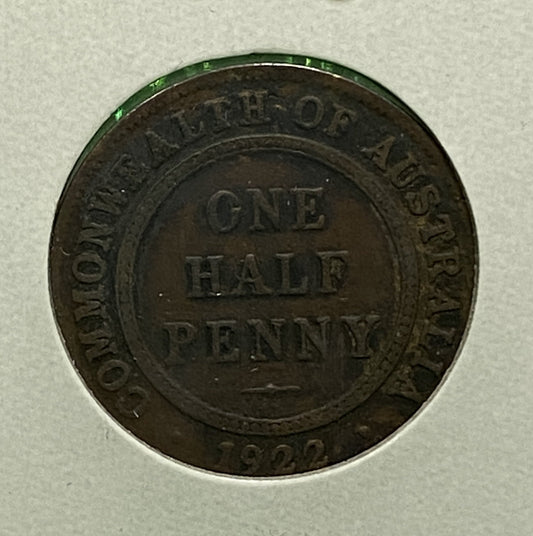 COMMONWEALTH OF AUSTRALIA
ONE
HALF
PENNY
1922